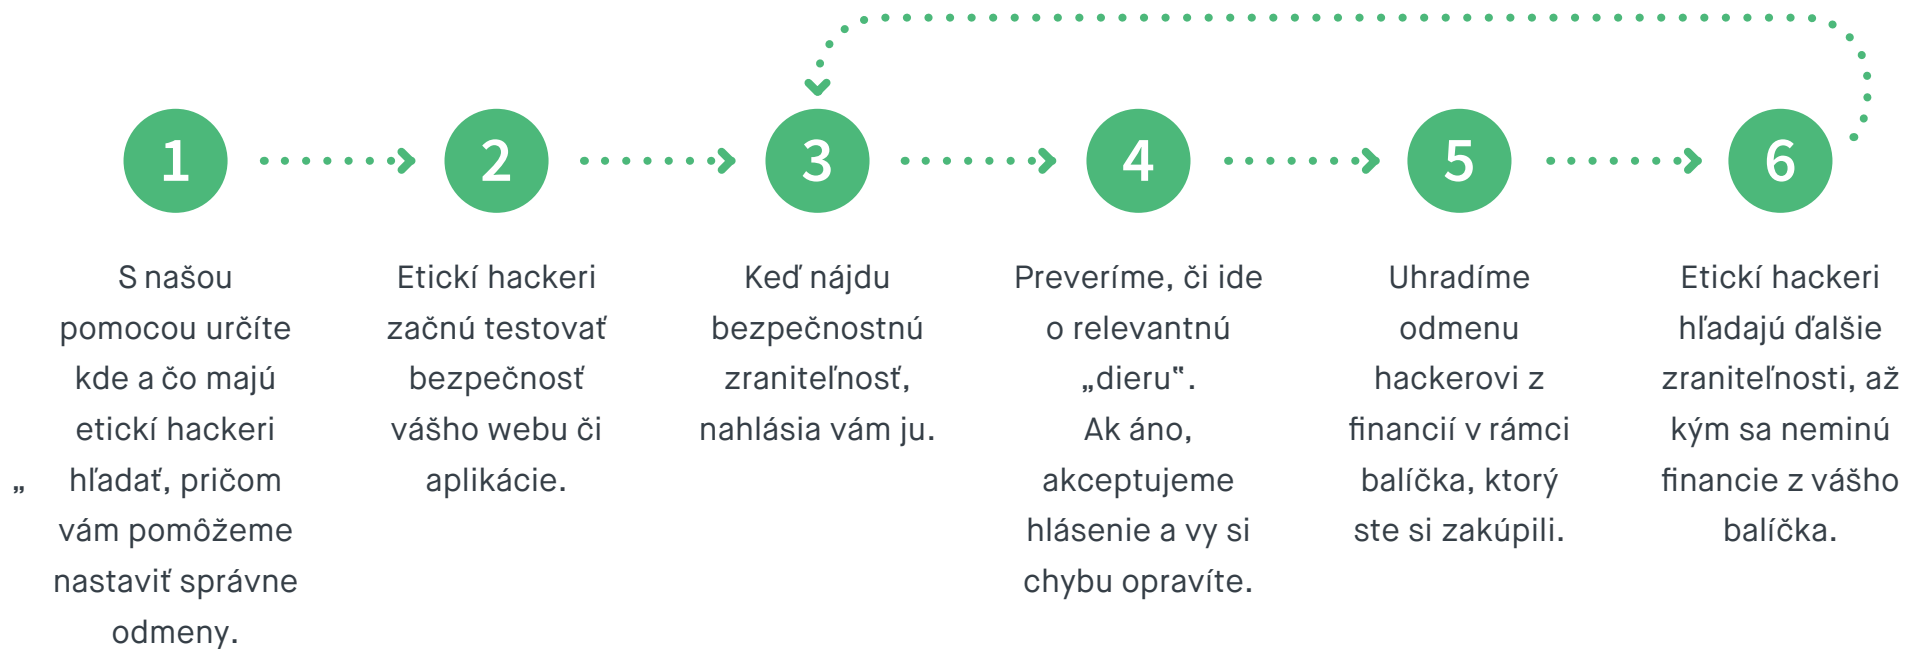 1
2
3
4
5
6
S našou
pomocou určíte
kde a čo majú
etickí hackeri
„
hľadať, pričom
vám pomôžeme
nastaviť správne
odmeny.
Etickí hackeri
začnú testovať
bezpečnosť
vášho webu či
aplikácie.
Keď nájdu
bezpečnostnú
zraniteľnosť,
nahlásia vám ju.
Preveríme, či ide
o relevantnú
„dieru“.
Ak áno,
akceptujeme
hlásenie a vy si
chybu opravíte.
Uhradíme
odmenu
hackerovi z
financií v rámci
balíčka, ktorý
ste si zakúpili.
Etickí hackeri
hľadajú ďalšie
zraniteľnosti, až
kým sa neminú
financie z vášho
balíčka.